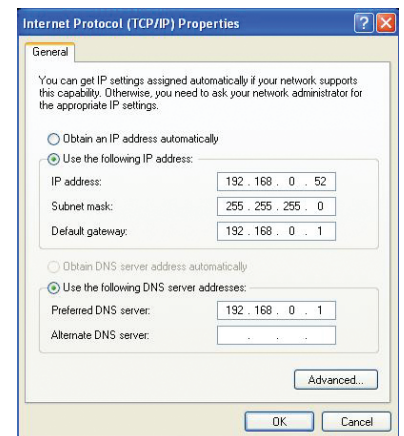 Internet Protocol (TCP/IP) Properties
General
You can get IP settings assigned automatically if your network supports
this capability. Otherwise, you need to ask your network administrator for
the appropriate IP settings.
Obtain an IP address automatically
Use the following IP address:
IP address: 192 . 168 . 0 . 52
Subnet mask: 255 . 255 . 255 . 0
Default gateway: 192 . 168 . 0 . 1
Obtain DNS server address automatically
Use the following DNS server addresses:
Preferred DNS server: 192 . 168 . 0 . 1
Alternate DNS server: . . .
Advanced...
OK Cancel